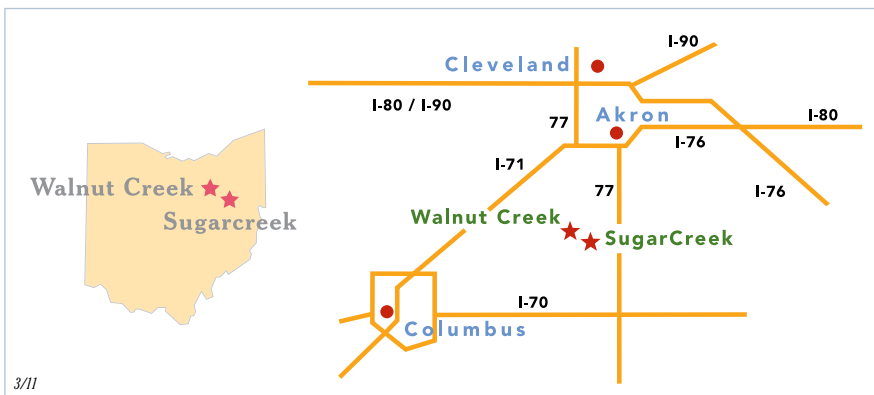 Walnut Creek
Sugarcreek
3/11
I-90
Cleveland
I-80 / I-90
Akron
I-80
77
I-76
I-71
I-76
77
Walnut Creek
SugarCreek
I-70
Columbus